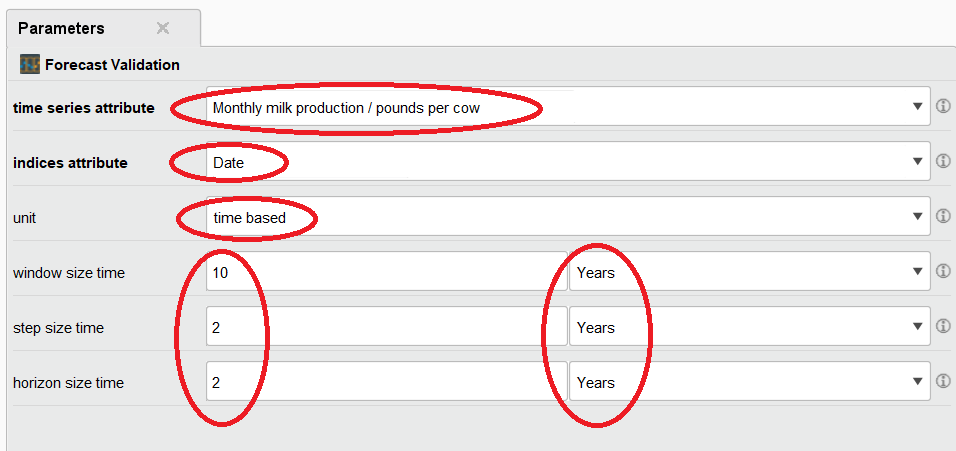 Parameters
Forecast Validation
time series attribute Monthly milk production / pounds per cow
indices attribute Date
unit time based
window size time 10 Years
step size time 2 Years
horizon size time 2 Years